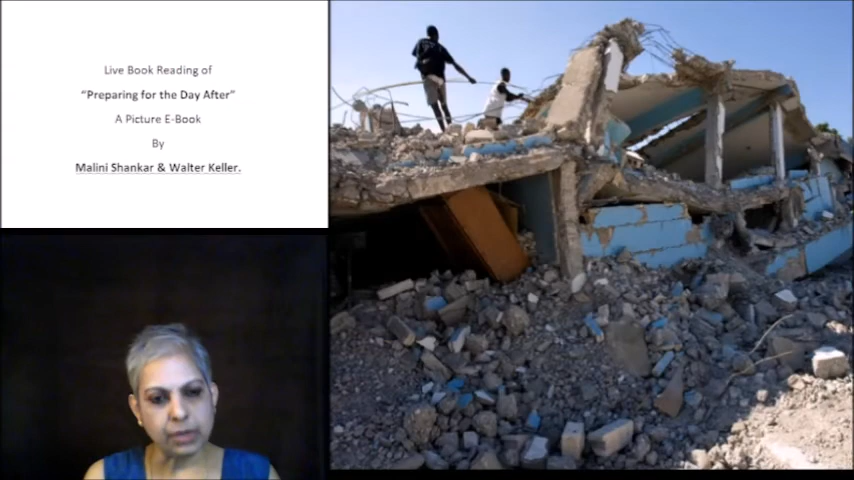 Live Book Reading of
"Preparing for the Day After"
A Picture E-Book
By
Malini Shankar & Walter Keller.